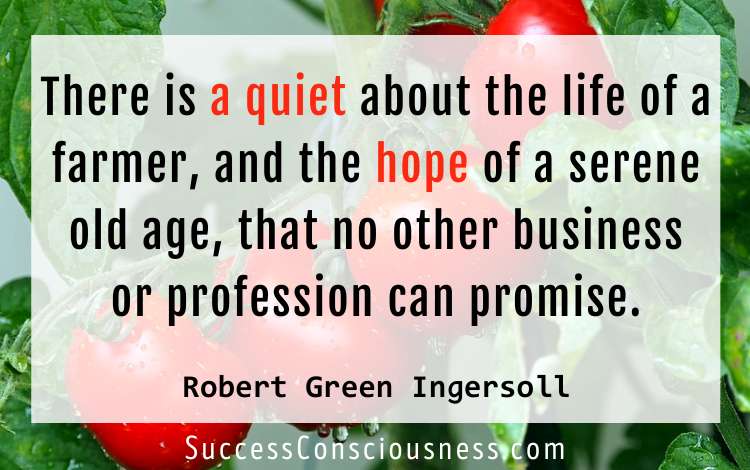 There is a quiet about the life of a
farmer, and the hope of a serene
old age, that no other business
or profession can promise.
Robert Green Ingersoll
SuccessConsciousness.com